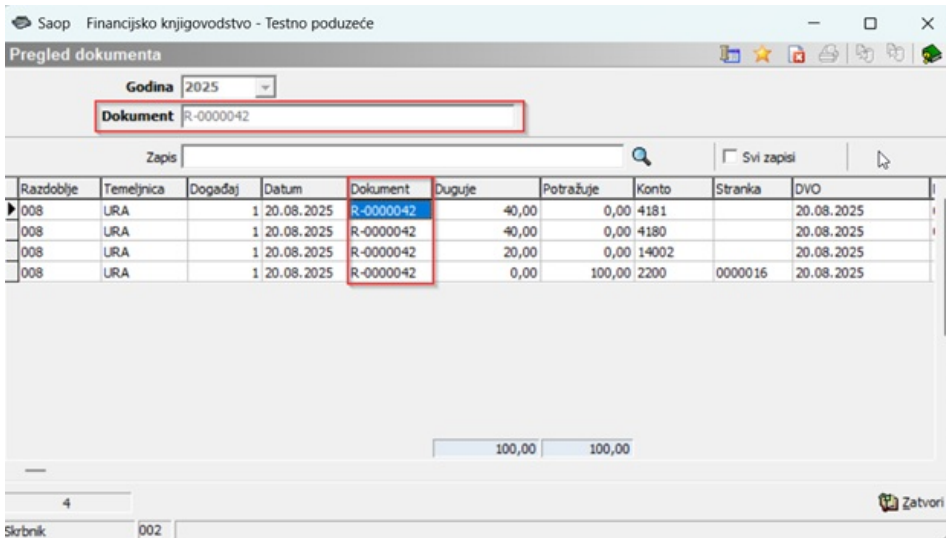 Saop Financijsko knjigovodstvo - Testno poduzeće
Pregled dokumenta
Godina 2025
Dokument R-0000042
Zapis Svi zapisi
Razdoblje Temeljnica Događaj Datum Dokument Duguje Potražuje Konto Stranka DVO
008 URA 1 20.08.2025 R-0000042 40,00 0,00 4181 20.08.2025
008 URA 1 20.08.2025 R-0000042 40,00 0,00 4180 20.08.2025
008 URA 1 20.08.2025 R-0000042 20,00 0,00 14002 20.08.2025
008 URA 1 20.08.2025 R-0000042 0,00 100,00 2200 0000016 20.08.2025
100,00 100,00
4 Zatvori
Skrbnik 002